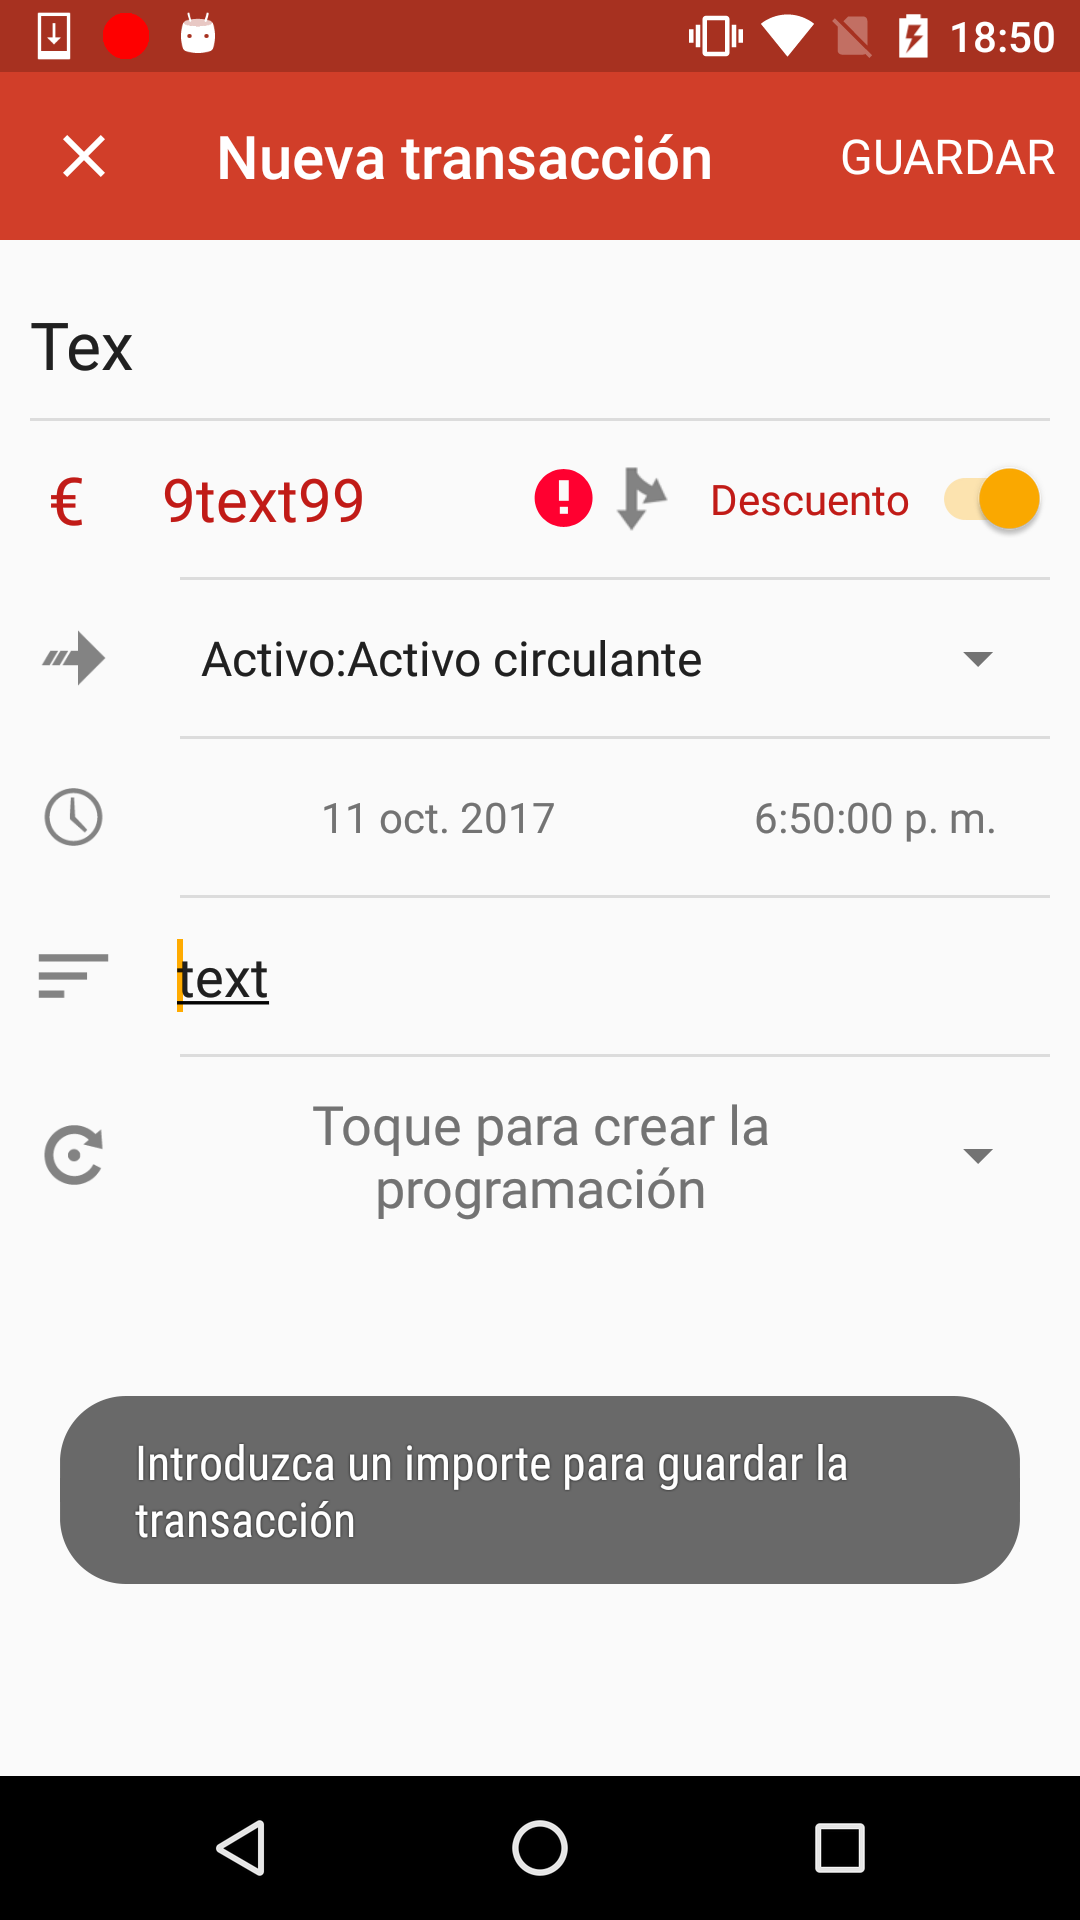 18:50
Nueva transacción
GUARDAR
Tex
€ 9text99 Descuento
Activo:Activo circulante
11 oct. 2017 6:50:00 p. m.
text
Toque para crear la
programación
Introduzca un importe para guardar la
transacción